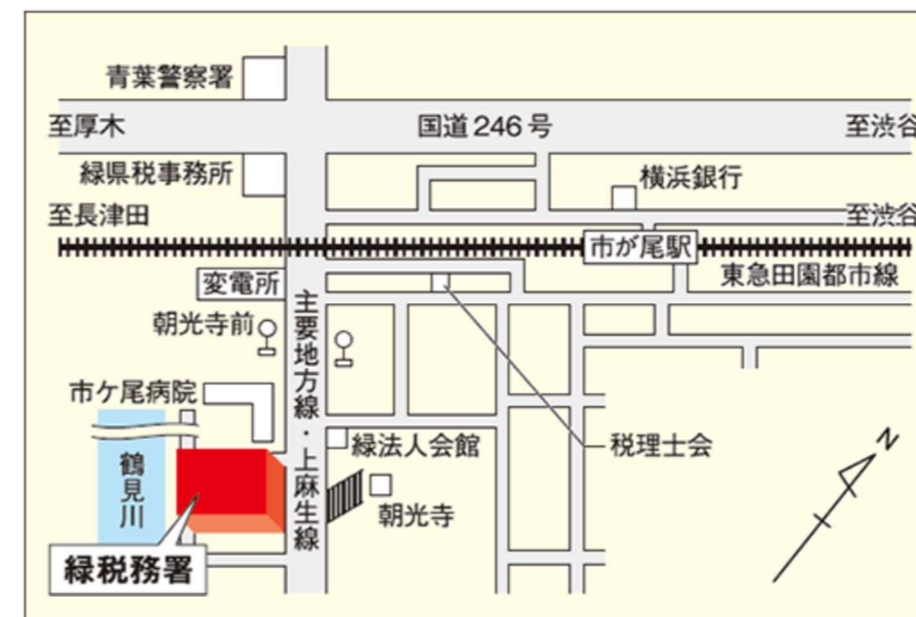 青葉警察署
至厚木
国道246号
至渋谷
緑県税事務所
横浜銀行
至長津田
至渋谷
市が尾駅
変電所
東急田園都市線
朝光寺前
主要地方線・上麻生線
市ケ尾病院
緑法人会館
税理士会
鶴見川
朝光寺
緑税務署
N